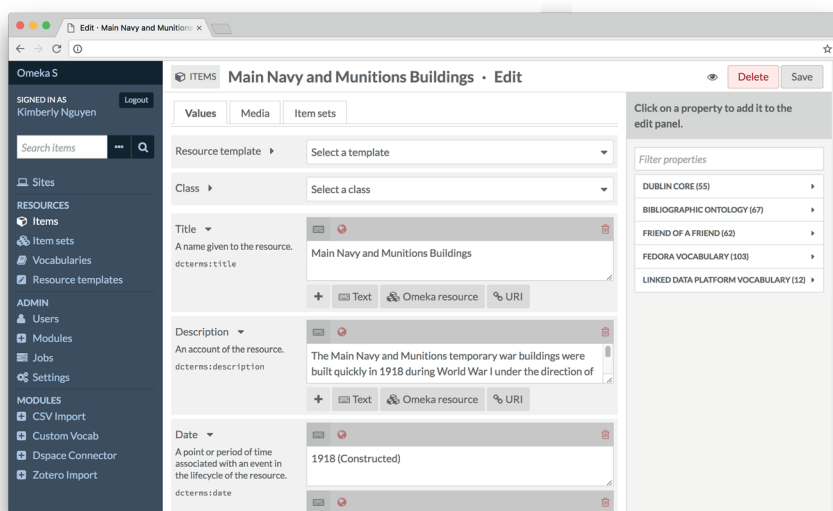 Edit · Main Navy and Munitions
Omeka S
SIGNED IN AS
Kimberly Nguyen
Logout
Search items
Sites
RESOURCES
Items
Item sets
Vocabularies
Resource templates
ADMIN
Users
Modules
Jobs
Settings
MODULES
CSV Import
Custom Vocab
Dspace Connector
Zotero Import
ITEMS Main Navy and Munitions Buildings · Edit
Delete
Save
Values
Media
Item sets
Resource template
Select a template
Class
Select a class
Title
A name given to the resource.
dcterms:title
Main Navy and Munitions Buildings
Text
Omeka resource
URI
Description
An account of the resource.
dcterms:description
The Main Navy and Munitions temporary war buildings were
built quickly in 1918 during World War I under the direction of
Text
Omeka resource
URI
Date
A point or period of time
associated with an event in
the lifecycle of the resource.
dcterms:date
1918 (Constructed)
Click on a property to add it to the
edit panel.
Filter properties
DUBLIN CORE (55)
BIBLIOGRAPHIC ONTOLOGY (67)
FRIEND OF A FRIEND (62)
FEDORA VOCABULARY (103)
LINKED DATA PLATFORM VOCABULARY (12)